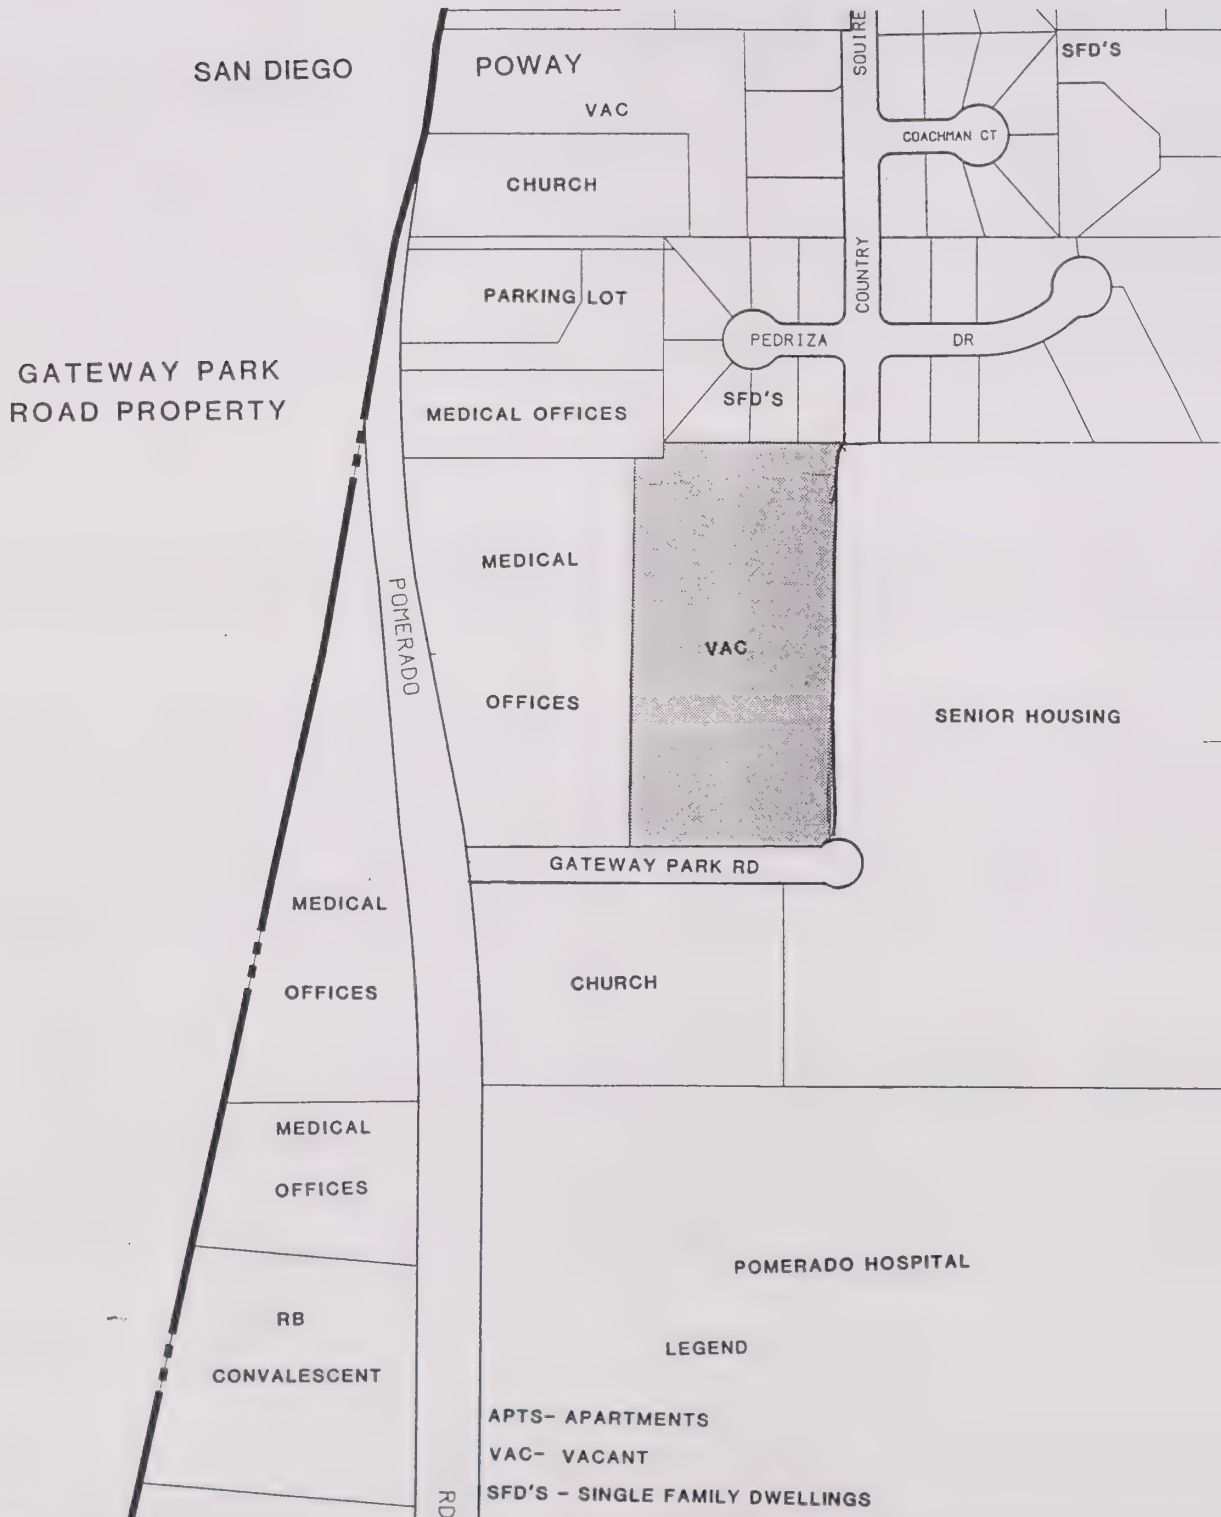 SAN DIEGO
POWAY
VAC
CHURCH
SQUIRE
SFD'S
COACHMAN CT
COUNTRY
PARKING LOT
PEDRIZA
DR
GATEWAY PARK
ROAD PROPERTY
MEDICAL OFFICES
SFD'S
MEDICAL
OFFICES
POMERADO
VAC
SENIOR HOUSING
GATEWAY PARK RD
MEDICAL
OFFICES
CHURCH
MEDICAL
OFFICES
POMERADO HOSPITAL
RB
CONVALESCENT
LEGEND
APTS- APARTMENTS
VAC- VACANT
SFD'S - SINGLE FAMILY DWELLINGS
RD